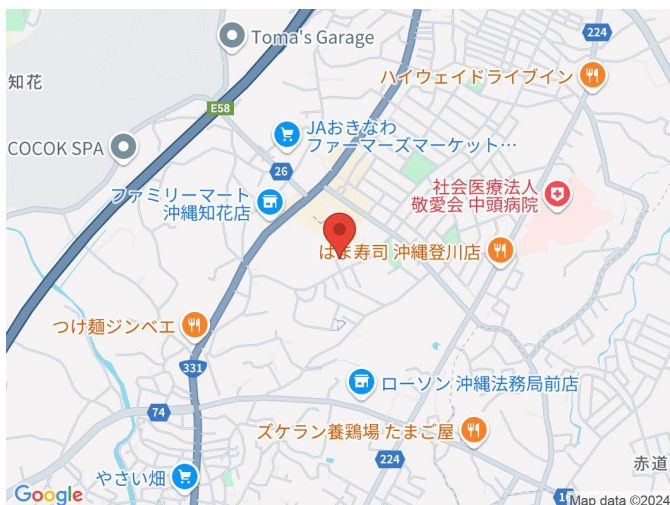 Toma's Garage
224
ハイウェイドライブイン
知花
E58
JAおきなわ
ファーマーズマーケット…
COCOK SPA
26
社会医療法人
敬愛会 中頭病院
ファミリーマート
沖縄知花店
はま寿司 沖縄登川店
つけ麺ジンベエ
331
ローソン 沖縄法務局前店
74
ズケラン養鶏場 たまご屋
224
赤道
やさい畑
Google
Map data ©2024